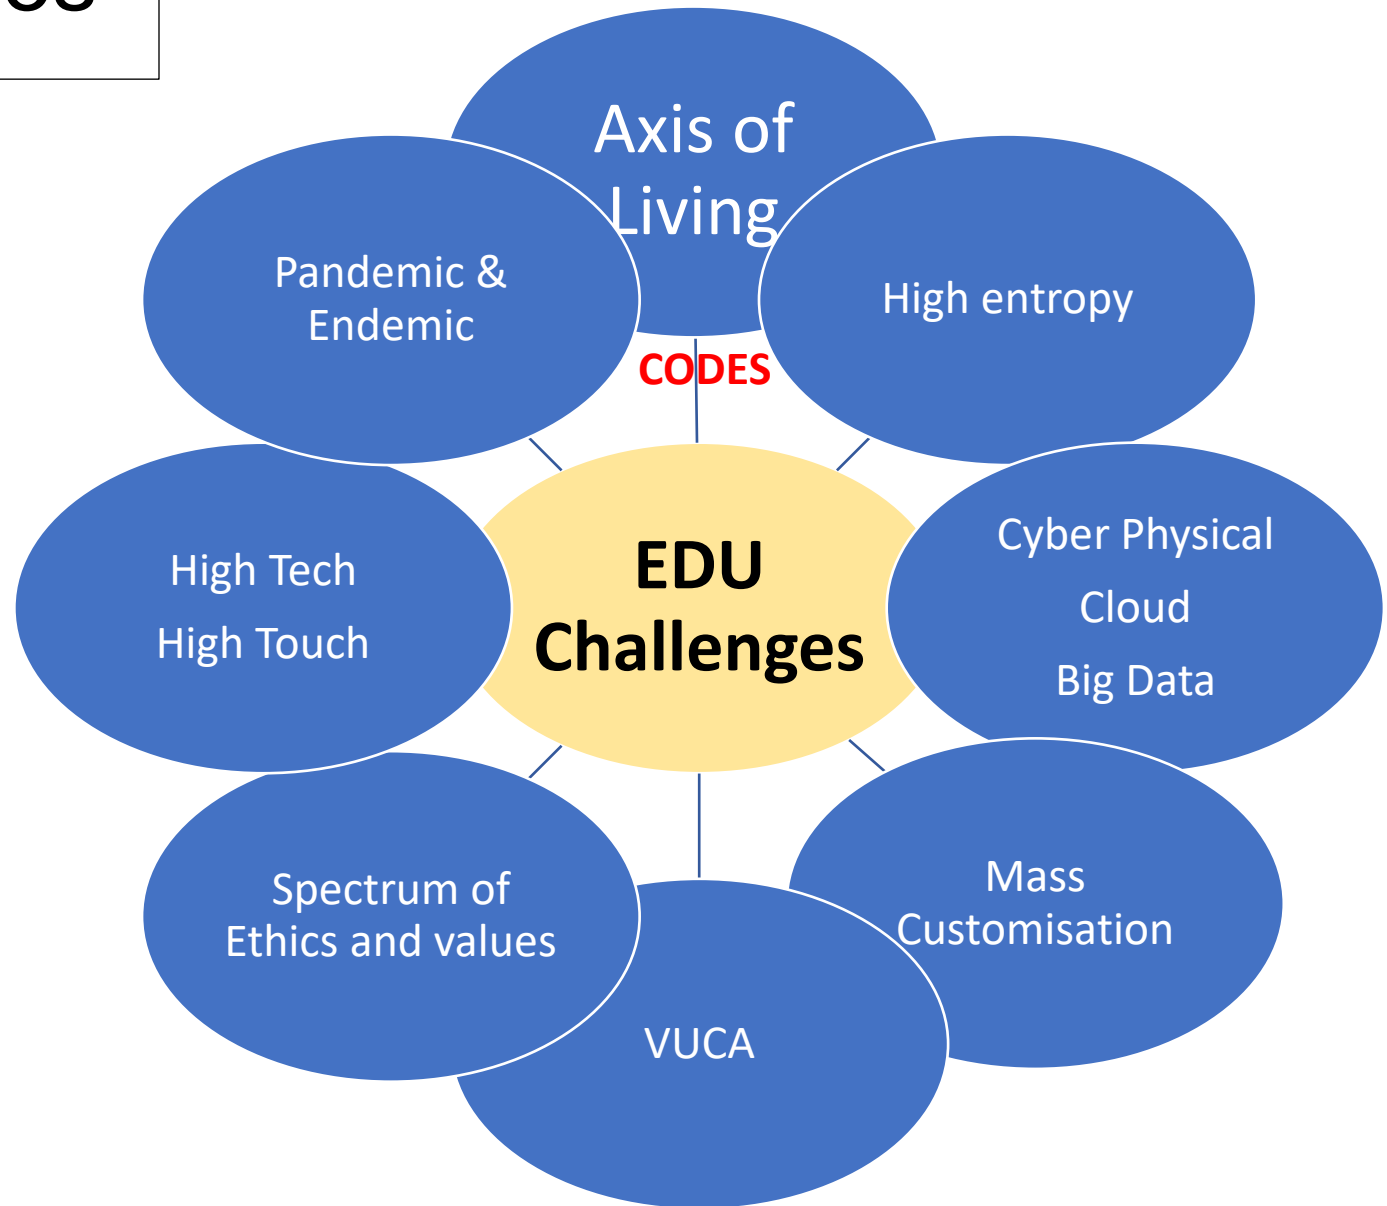 Axis of
Living
Pandemic &
Endemic
High entropy
CODES
EDU
Challenges
Cyber Physical
Cloud
Big Data
High Tech
High Touch
Mass
Customisation
Spectrum of
Ethics and values
VUCA